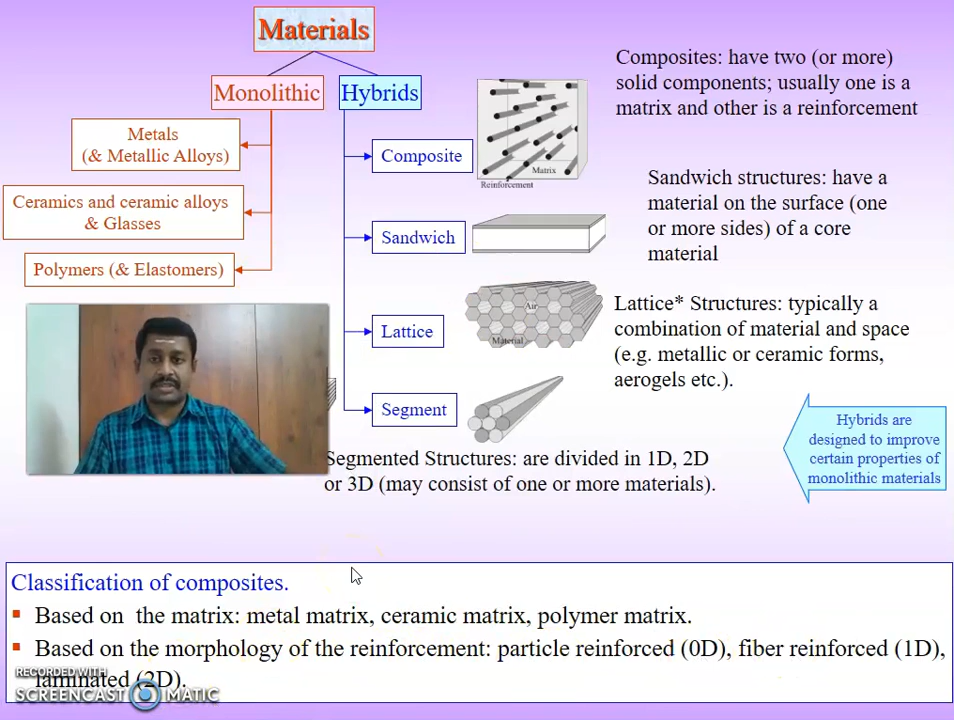 Materials
Monolithic
Hybrids
Metals
(& Metallic Alloys)
Ceramics and ceramic alloys
& Glasses
Polymers (& Elastomers)
Composite
Matrix
Reinforcement
Sandwich
Lattice
Air
Material
Segment
Composites: have two (or more)
solid components; usually one is a
matrix and other is a reinforcement
Sandwich structures: have a
material on the surface (one
or more sides) of a core
material
Lattice* Structures: typically a
combination of material and space
(e.g. metallic or ceramic forms,
aerogels etc.).
Hybrids are
designed to improve
certain properties of
monolithic materials
Segmented Structures: are divided in 1D, 2D
or 3D (may consist of one or more materials).
Classification of composites.
▪ Based on the matrix: metal matrix, ceramic matrix, polymer matrix.
▪ Based on the morphology of the reinforcement: particle reinforced (0D), fiber reinforced (1D),
laminated (2D).
RECORDED WITH
SCREENCAST MATIC